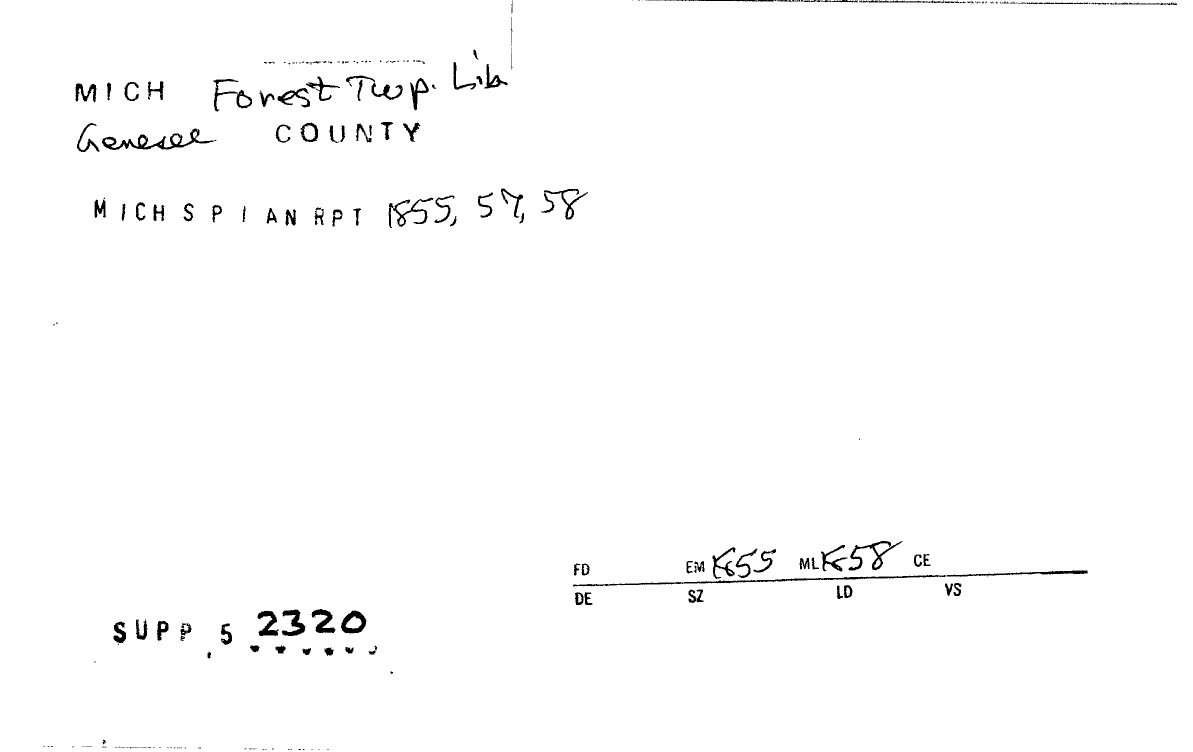 MICH Forest Twp. Lib
Genesee COUNTY
MICH SPI AN RPT 1855, 57, 58
FD EM 1855 ML 1858 CE
DE SZ LD VS
SUPP. 5 2320